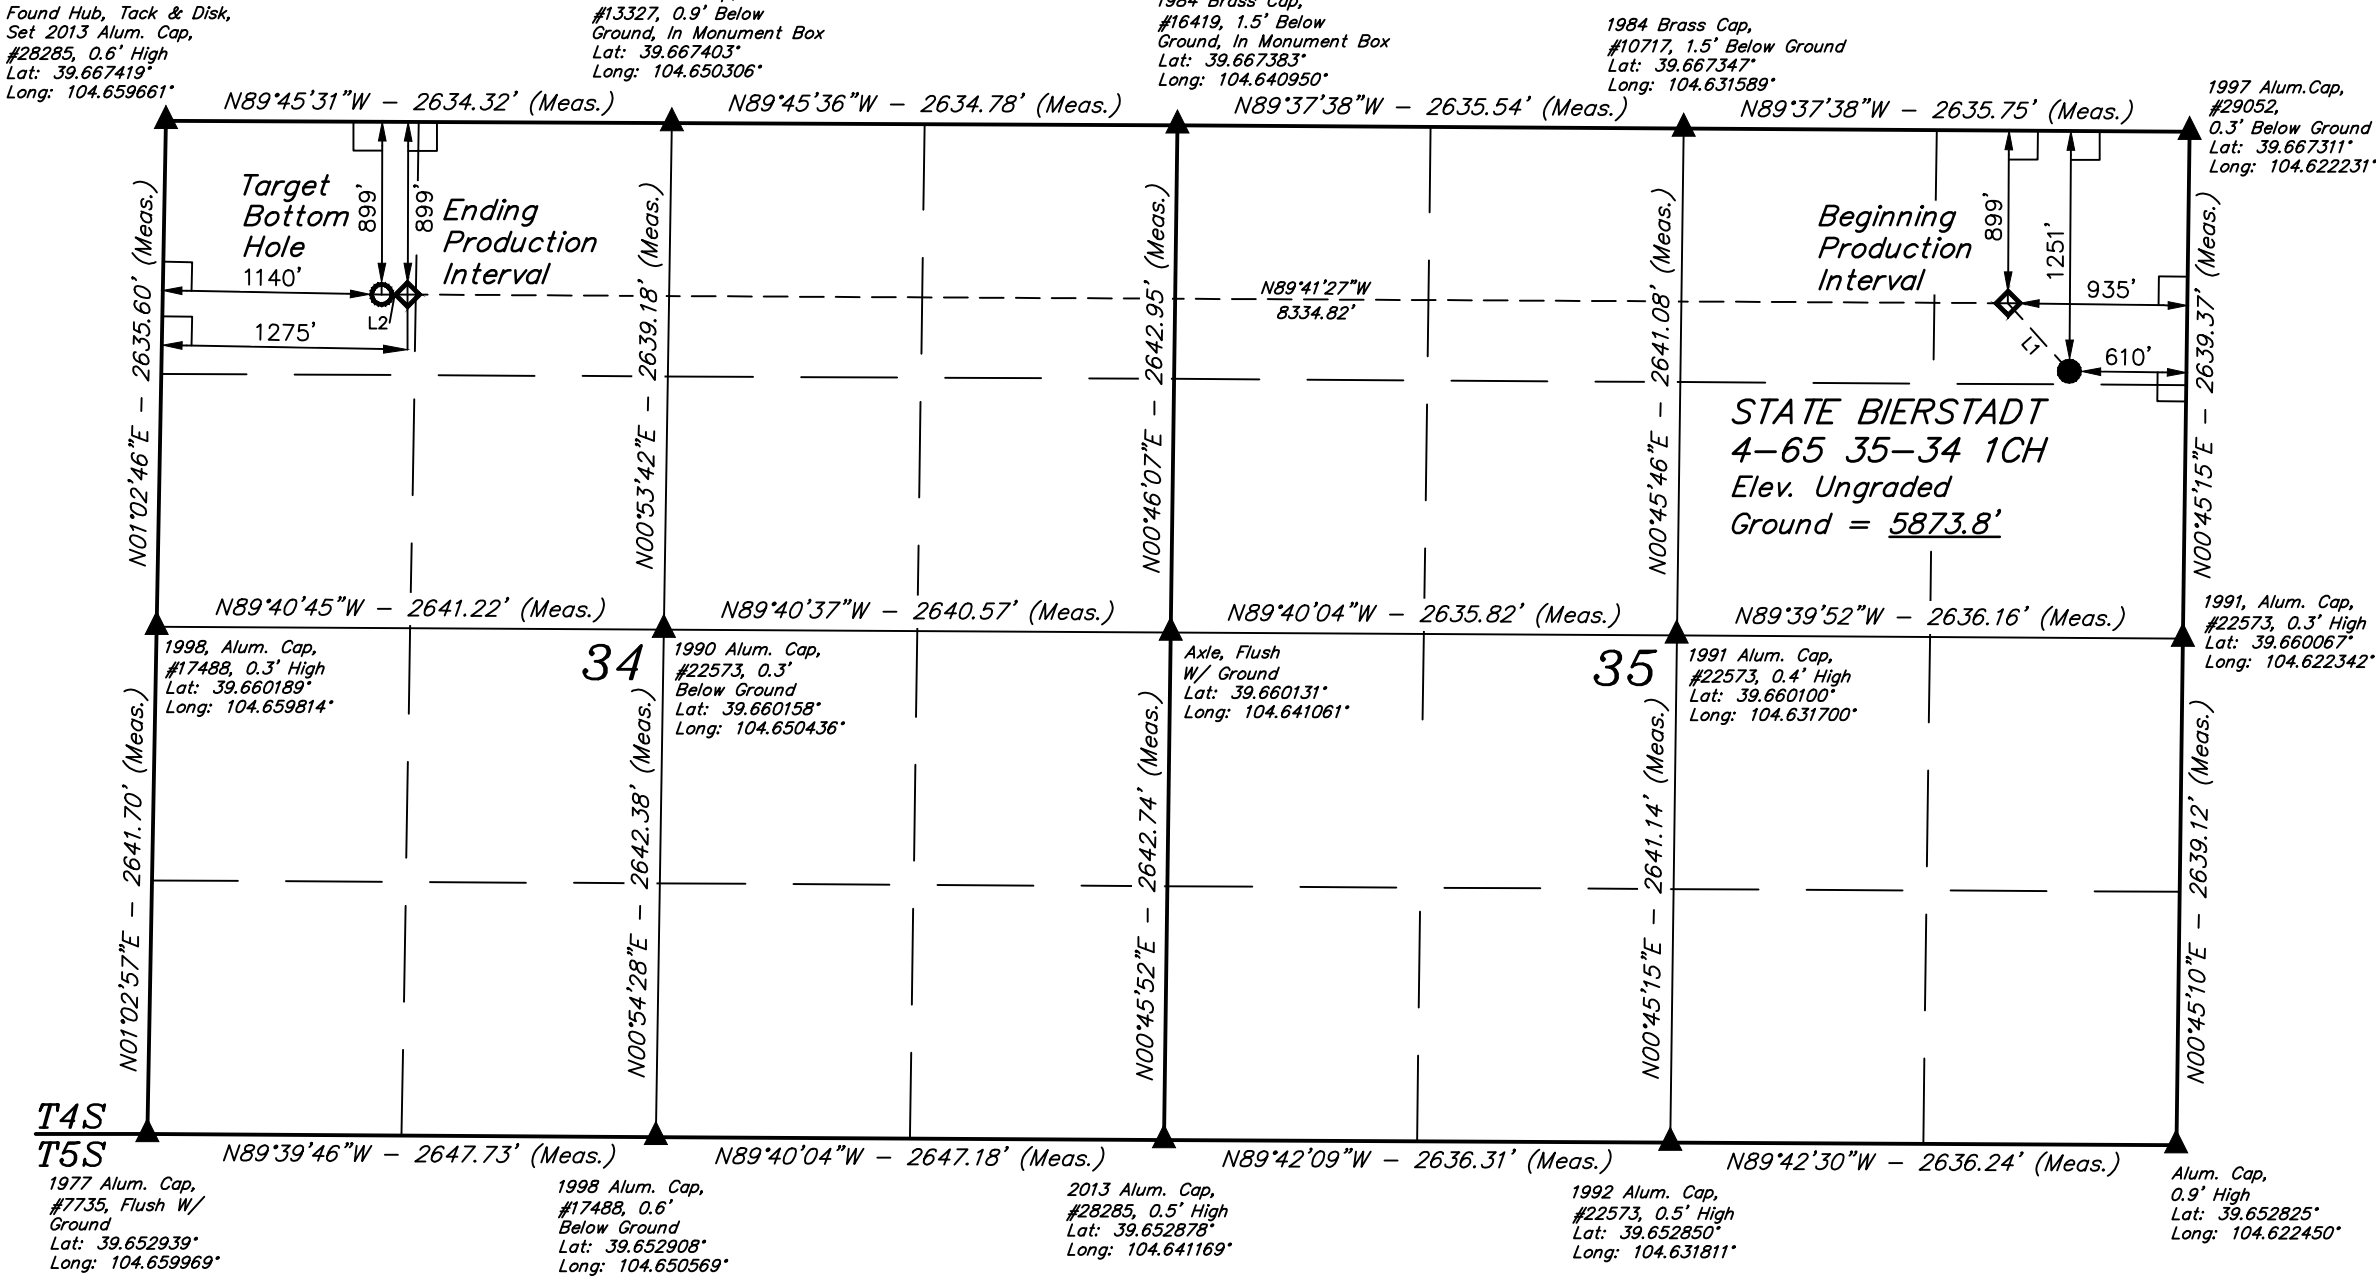 Found Hub, Tack & Disk,
Set 2013 Alum. Cap,
#28285, 0.6' High
Lat: 39.667419°
Long: 104.659661°
#13327, 0.9' Below
Ground, In Monument Box
Lat: 39.667403°
Long: 104.650306°
1984 Brass Cap,
#16419, 1.5' Below
Ground, In Monument Box
Lat: 39.667383°
Long: 104.640950°
1984 Brass Cap,
#10717, 1.5' Below Ground
Lat: 39.667347°
Long: 104.631589°
1997 Alum.Cap,
#29052,
0.3' Below Ground
Lat: 39.667311°
Long: 104.622231°
N89°45'31"W - 2634.32' (Meas.)
N89°45'36"W - 2634.78' (Meas.)
N89°37'38"W - 2635.54' (Meas.)
N89°37'38"W - 2635.75' (Meas.)
N01°02'46"E - 2635.60' (Meas.)
Target
Bottom
Hole
899'
899'
Ending
Production
Interval
1140'
L2
1275'
N00°53'42"E - 2639.18' (Meas.)
N00°46'07"E - 2642.95' (Meas.)
N89°41'27"W
8334.82'
N00°45'46"E - 2641.08' (Meas.)
Beginning
Production
Interval
899'
1251'
935'
L1
610'
N00°45'15"E - 2639.37' (Meas.)
STATE BIERSTADT
4-65 35-34 1CH
Elev. Ungraded
Ground = 5873.8'
N89°40'45"W - 2641.22' (Meas.)
N89°40'37"W - 2640.57' (Meas.)
N89°40'04"W - 2635.82' (Meas.)
N89°39'52"W - 2636.16' (Meas.)
1998, Alum. Cap,
#17488, 0.3' High
Lat: 39.660189°
Long: 104.659814°
34
1990 Alum. Cap,
#22573, 0.3'
Below Ground
Lat: 39.660158°
Long: 104.650436°
Axle, Flush
W/ Ground
Lat: 39.660131°
Long: 104.641061°
35
1991 Alum. Cap,
#22573, 0.4' High
Lat: 39.660100°
Long: 104.631700°
1991, Alum. Cap,
#22573, 0.3' High
Lat: 39.660067°
Long: 104.622342°
N01°02'57"E - 2641.70' (Meas.)
N00°54'28"E - 2642.38' (Meas.)
N00°45'52"E - 2642.74' (Meas.)
N00°45'15"E - 2641.14' (Meas.)
N00°45'10"E - 2639.12' (Meas.)
T4S
T5S
N89°39'46"W - 2647.73' (Meas.)
N89°40'04"W - 2647.18' (Meas.)
N89°42'09"W - 2636.31' (Meas.)
N89°42'30"W - 2636.24' (Meas.)
1977 Alum. Cap,
#7735, Flush W/
Ground
Lat: 39.652939°
Long: 104.659969°
1998 Alum. Cap,
#17488, 0.6'
Below Ground
Lat: 39.652908°
Long: 104.650569°
2013 Alum. Cap,
#28285, 0.5' High
Lat: 39.652878°
Long: 104.641169°
1992 Alum. Cap,
#22573, 0.5' High
Lat: 39.652850°
Long: 104.631811°
Alum. Cap,
0.9' High
Lat: 39.652825°
Long: 104.622450°